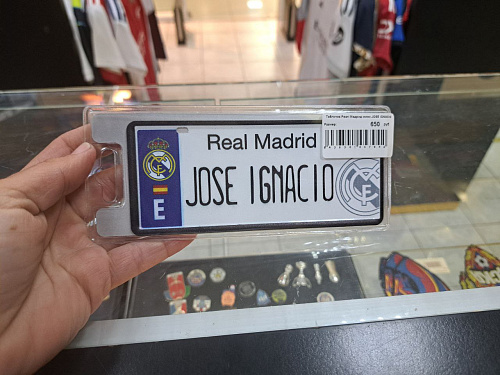 Real Madrid
JOSE IGNACIO
E
650